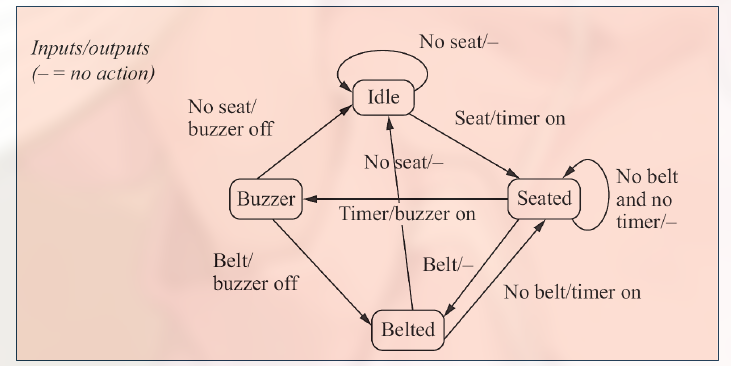 Inputs/outputs
(– = no action)
No seat/–
Idle
No seat/
buzzer off
Seat/timer on
No seat/–
Buzzer
Seated
No belt
and no
timer/–
Timer/buzzer on
Belt/
buzzer off
Belt/–
No belt/timer on
Belted